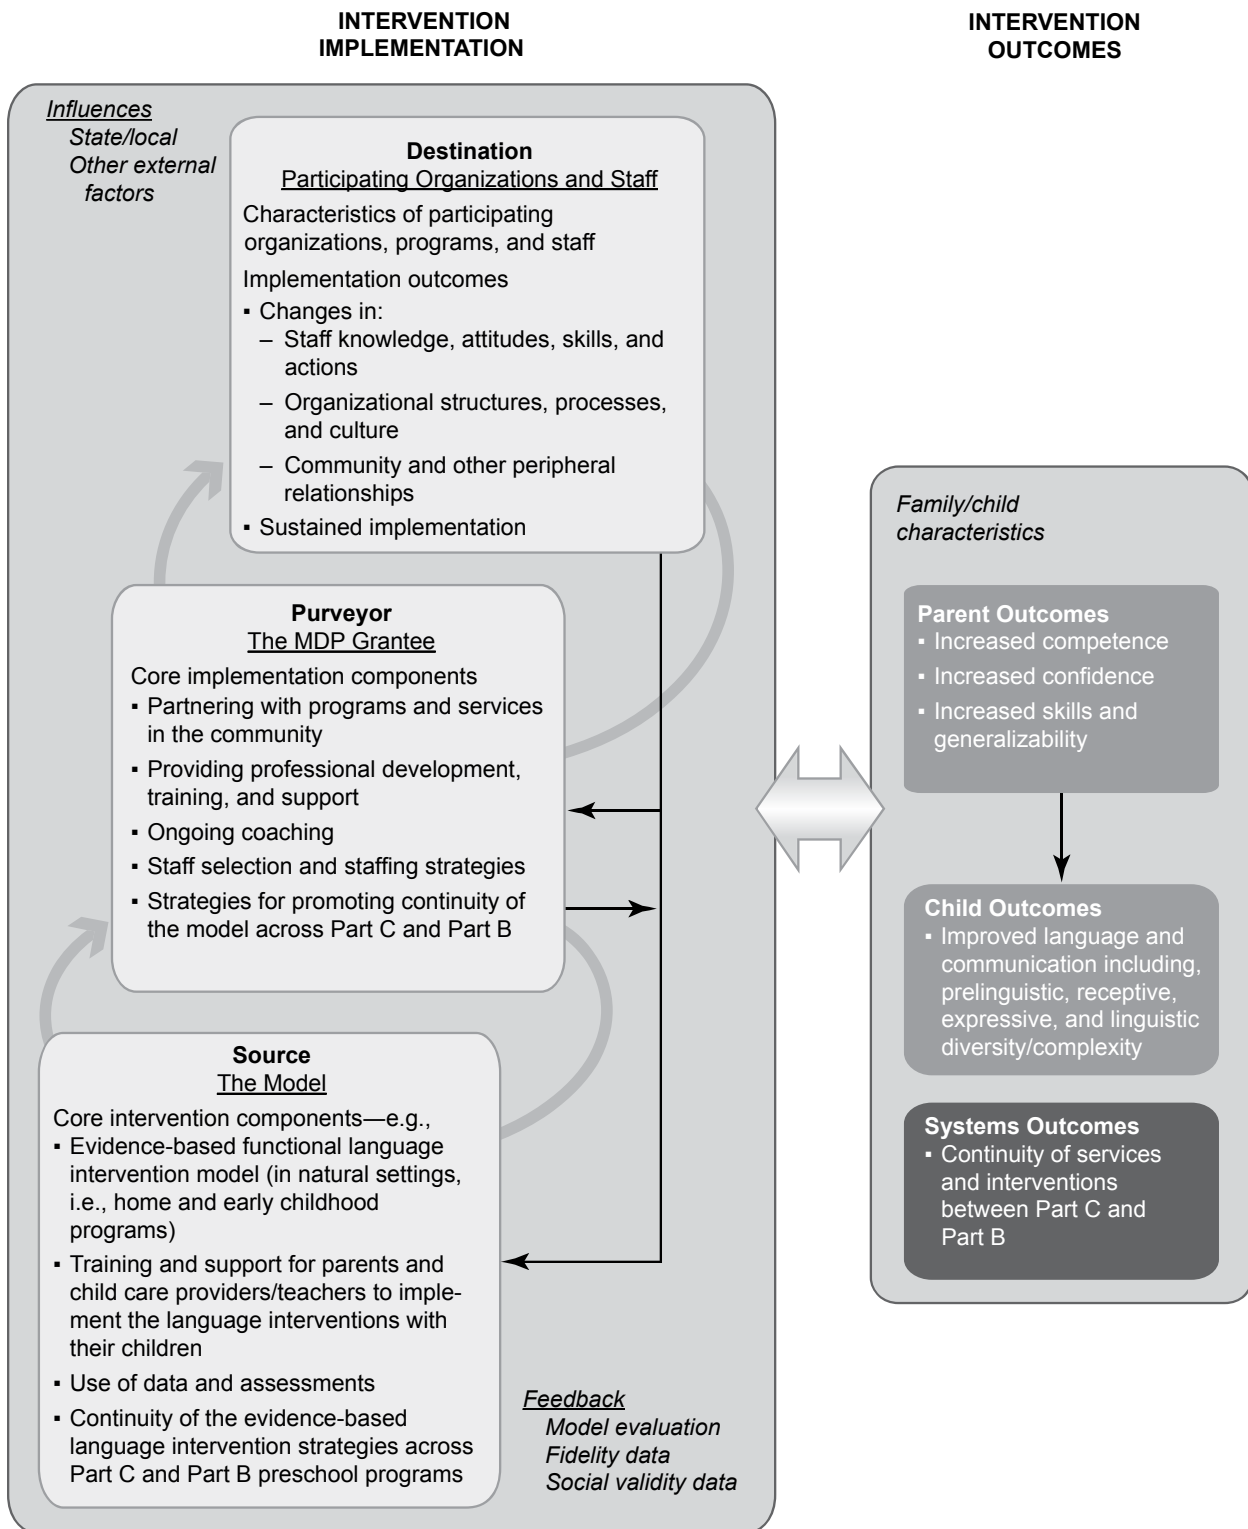 INTERVENTION
IMPLEMENTATION
INTERVENTION
OUTCOMES
Influences
State/local
Other external
factors
Destination
Participating Organizations and Staff
Characteristics of participating
organizations, programs, and staff
Implementation outcomes
▪ Changes in:
– Staff knowledge, attitudes, skills, and
actions
– Organizational structures, processes,
and culture
– Community and other peripheral
relationships
▪ Sustained implementation
Purveyor
The MDP Grantee
Core implementation components
▪ Partnering with programs and services
in the community
▪ Providing professional development,
training, and support
▪ Ongoing coaching
▪ Staff selection and staffing strategies
▪ Strategies for promoting continuity of
the model across Part C and Part B
Source
The Model
Core intervention components—e.g.,
▪ Evidence-based functional language
intervention model (in natural settings,
i.e., home and early childhood
programs)
▪ Training and support for parents and
child care providers/teachers to imple-
ment the language interventions with
their children
▪ Use of data and assessments
▪ Continuity of the evidence-based
language intervention strategies across
Part C and Part B preschool programs
Feedback
Model evaluation
Fidelity data
Social validity data
Family/child
characteristics
Parent Outcomes
▪ Increased competence
▪ Increased confidence
▪ Increased skills and
generalizability
Child Outcomes
▪ Improved language and
communication including,
prelinguistic, receptive,
expressive, and linguistic
diversity/complexity
Systems Outcomes
▪ Continuity of services
and interventions
between Part C and
Part B